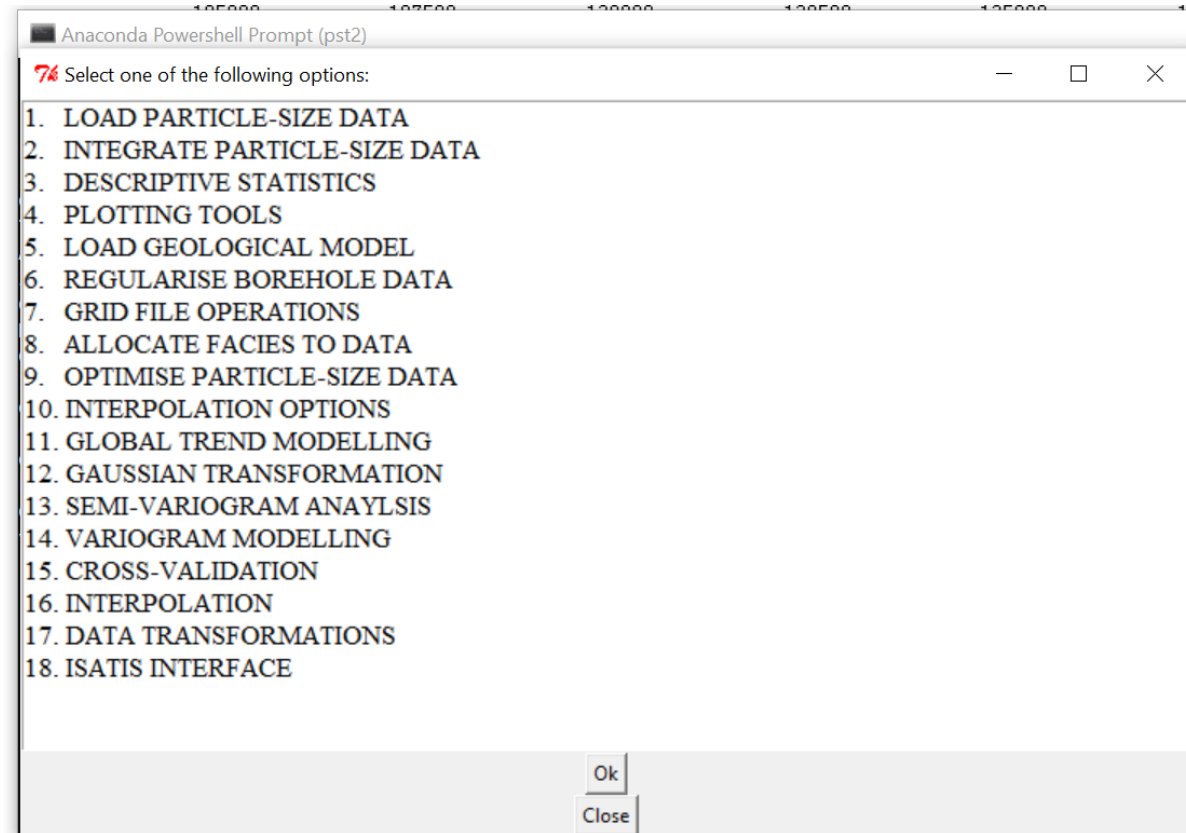 Anaconda Powershell Prompt (pst2)
Select one of the following options:
1. LOAD PARTICLE-SIZE DATA
2. INTEGRATE PARTICLE-SIZE DATA
3. DESCRIPTIVE STATISTICS
4. PLOTTING TOOLS
5. LOAD GEOLOGICAL MODEL
6. REGULARISE BOREHOLE DATA
7. GRID FILE OPERATIONS
8. ALLOCATE FACIES TO DATA
9. OPTIMISE PARTICLE-SIZE DATA
10. INTERPOLATION OPTIONS
11. GLOBAL TREND MODELLING
12. GAUSSIAN TRANSFORMATION
13. SEMI-VARIOGRAM ANAYLSIS
14. VARIOGRAM MODELLING
15. CROSS-VALIDATION
16. INTERPOLATION
17. DATA TRANSFORMATIONS
18. ISATIS INTERFACE
Ok
Close